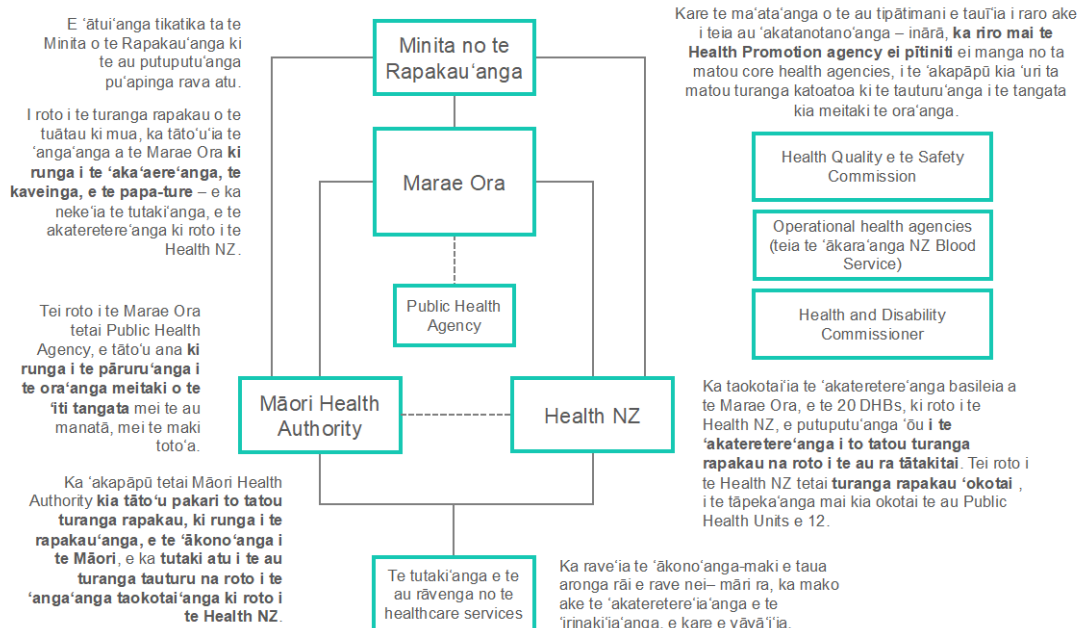 E ʻātuiʻanga tikatika ta te
Minita o te Rapakauʻanga ki
te au putuputuʻanga
puʻapinga rava atu.
I roto i te turanga rapakau o te
tuātau ki mua, ka tātoʻuʻia te
ʻangaʻanga a te Marae Ora ki
runga i te ʻakaʻaereʻanga, te
kaveinga, e te papa-ture – e ka
nekeʻia te tutakiʻanga, e te
akateretereʻanga ki roto i te
Health NZ.
Tei roto i te Marae Ora
tetai Public Health
Agency, e tātoʻu ana ki
runga i te pāruruʻanga i
te oraʻanga meitaki o te
ʻiti tangata mei te au
manatā, mei te maki
totoʻa.
Ka ʻakapāpū tetai Māori Health
Authority kia tātoʻu pakari to tatou
turanga rapakau, ki runga i te
rapakauʻanga, e te ʻākonoʻanga i
te Māori, e ka tutaki atu i te au
turanga tauturu na roto i te
ʻangaʻanga taokotaiʻanga ki roto i
te Health NZ.
Minita no te
Rapakauʻanga
Marae Ora
Public Health
Agency
Māori Health
Authority
Health NZ
Te tutakiʻanga e te
au rāvenga no te
healthcare services
Kare te maʻataʻanga o te au tipātimani e tauīʻia i raro ake
i teia au ʻakatanotanoʻanga – inārā, ka riro mai te
Health Promotion agency ei pītiniti ei manga no ta
matou core health agencies, i te ʻakapāpū kia ʻuri ta
matou turanga katoatoa ki te tauturuʻanga i te tangata
kia meitaki te oraʻanga.
Health Quality e te Safety
Commission
Operational health agencies
(teia te ʻākaraʻanga NZ Blood
Service)
Health and Disability
Commissioner
Ka taokotaiʻia te ʻakateretereʻanga basileia a
te Marae Ora, e te 20 DHBs, ki roto i te
Health NZ, e putuputuʻanga ʻōu i te
ʻakateretereʻanga i to tatou turanga
rapakau na roto i te au ra tātakitai. Tei roto i
te Health NZ tetai turanga rapakau ʻokotai ,
i te tāpekaʻanga mai kia okotai te au Public
Health Units e 12.
Ka raveʻia te ʻākonoʻanga-maki e taua
aronga rāi e rave nei– māri ra, ka mako
ake te ʻakateretereʻiaʻanga e te
ʻirinakiʻiaʻanga, e kare e vāvāʻiʻia.